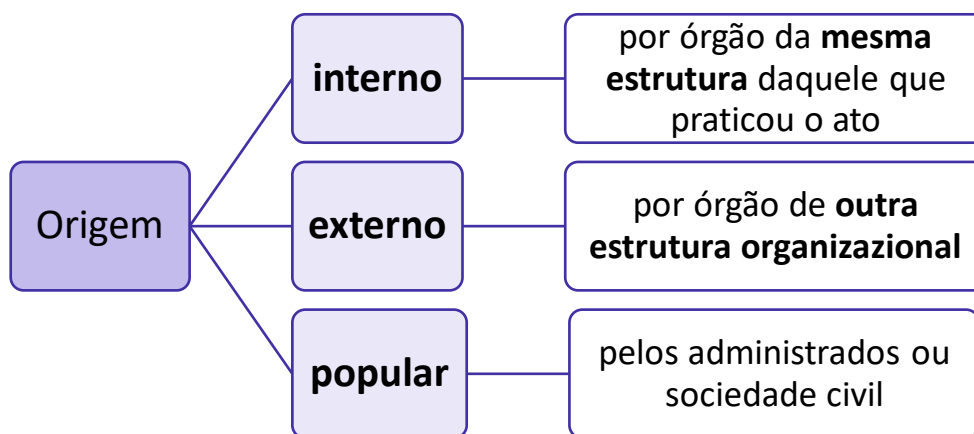 Origem
interno
por órgão da mesma
estrutura daquele que
praticou o ato
externo
por órgão de outra
estrutura organizazional
popular
pelos administrados ou
sociedade civil